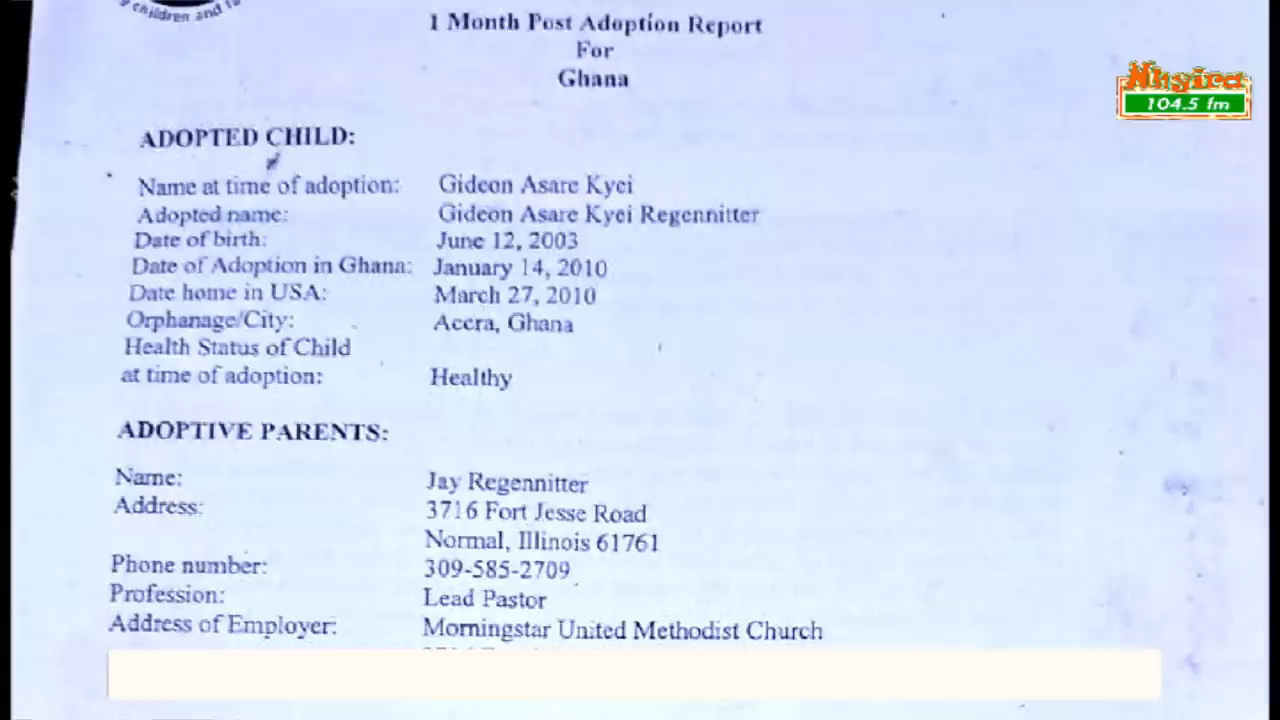 children and
1 Month Post Adoption Report
For
Ghana
Nhyira
104.5 fm
ADOPTED CHILD:
Name at time of adoption: Gideon Asare Kyei
Adopted name: Gideon Asare Kyei Regennitter
Date of birth: June 12, 2003
Date of Adoption in Ghana: January 14, 2010
Date home in USA: March 27, 2010
Orphanage/City: Accra, Ghana
Health Status of Child
at time of adoption: Healthy
ADOPTIVE PARENTS:
Name: Jay Regennitter
Address: 3716 Fort Jesse Road
Normal, Illinois 61761
Phone number: 309-585-2709
Profession: Lead Pastor
Address of Employer: Morningstar United Methodist Church